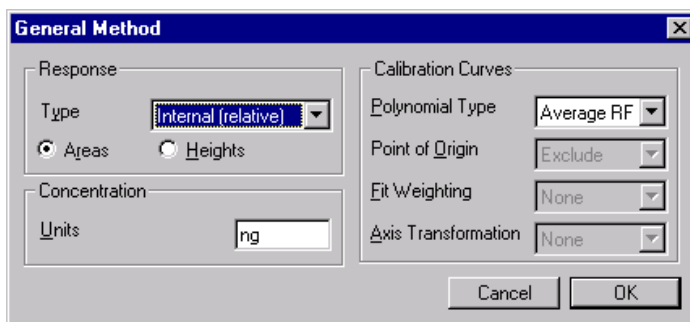 General Method
Response
Type
Internal (relative)
Areas
Heights
Concentration
Units
ng
Calibration Curves
Polynomial Type
Average RF
Point of Origin
Exclude
Fit Weighting
None
Axis Transformation
None
Cancel
OK